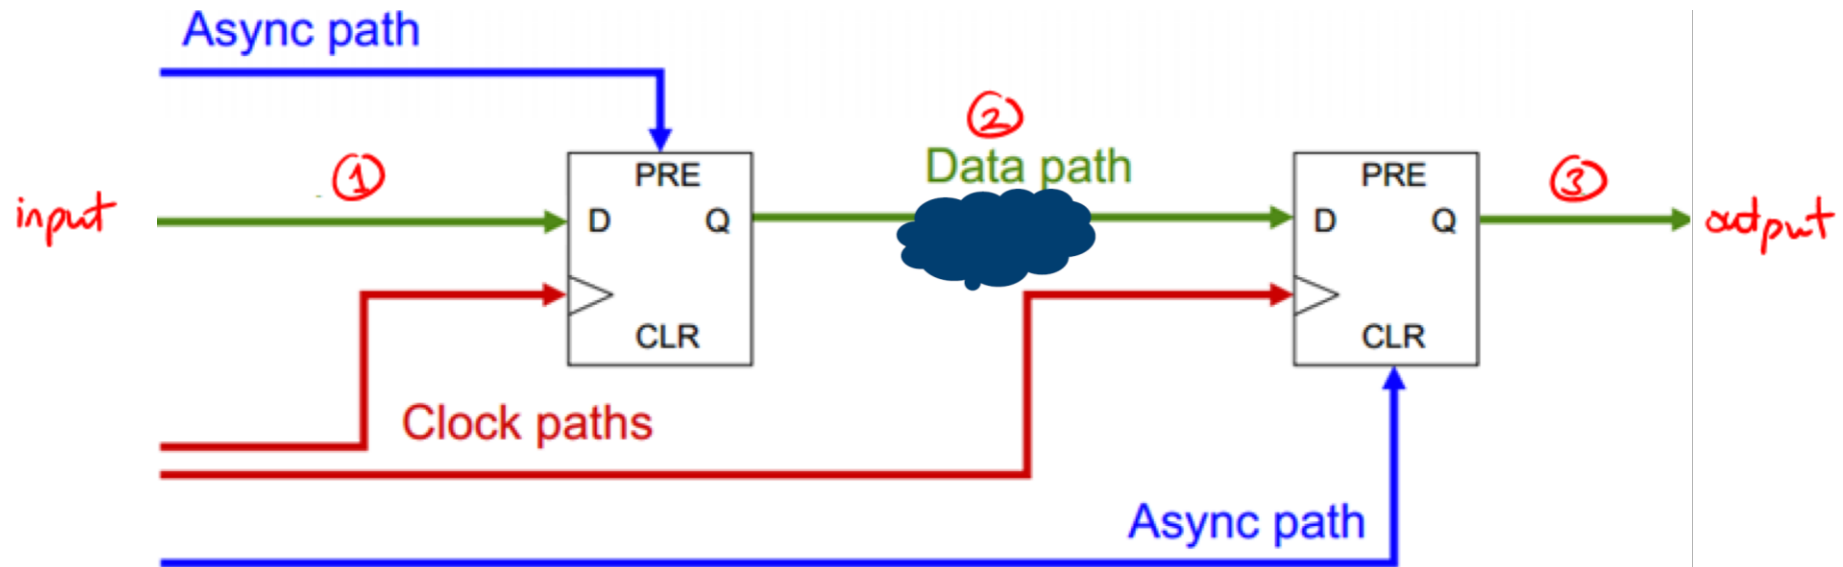 Async path
②
①
Data path
③
PRE
PRE
input
D
Q
D
Q
output
CLR
CLR
Clock paths
Async path